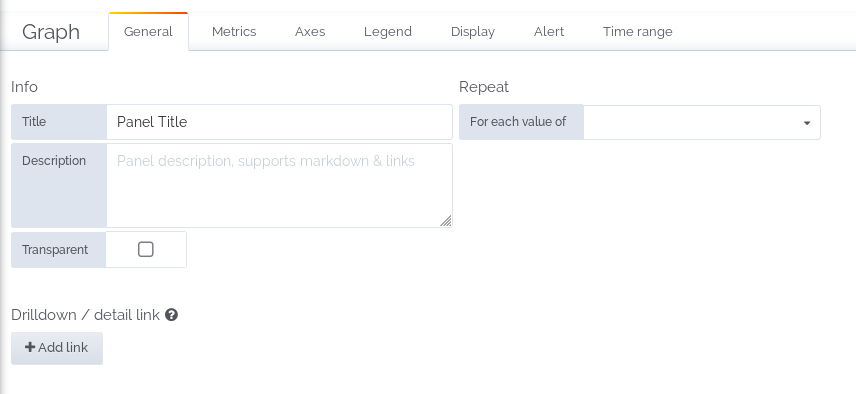 Graph General Metrics Axes Legend Display Alert Time range
Info Repeat
Title Panel Title For each value of
Description Panel description, supports markdown & links
Transparent
Drilldown / detail link ?
+ Add link